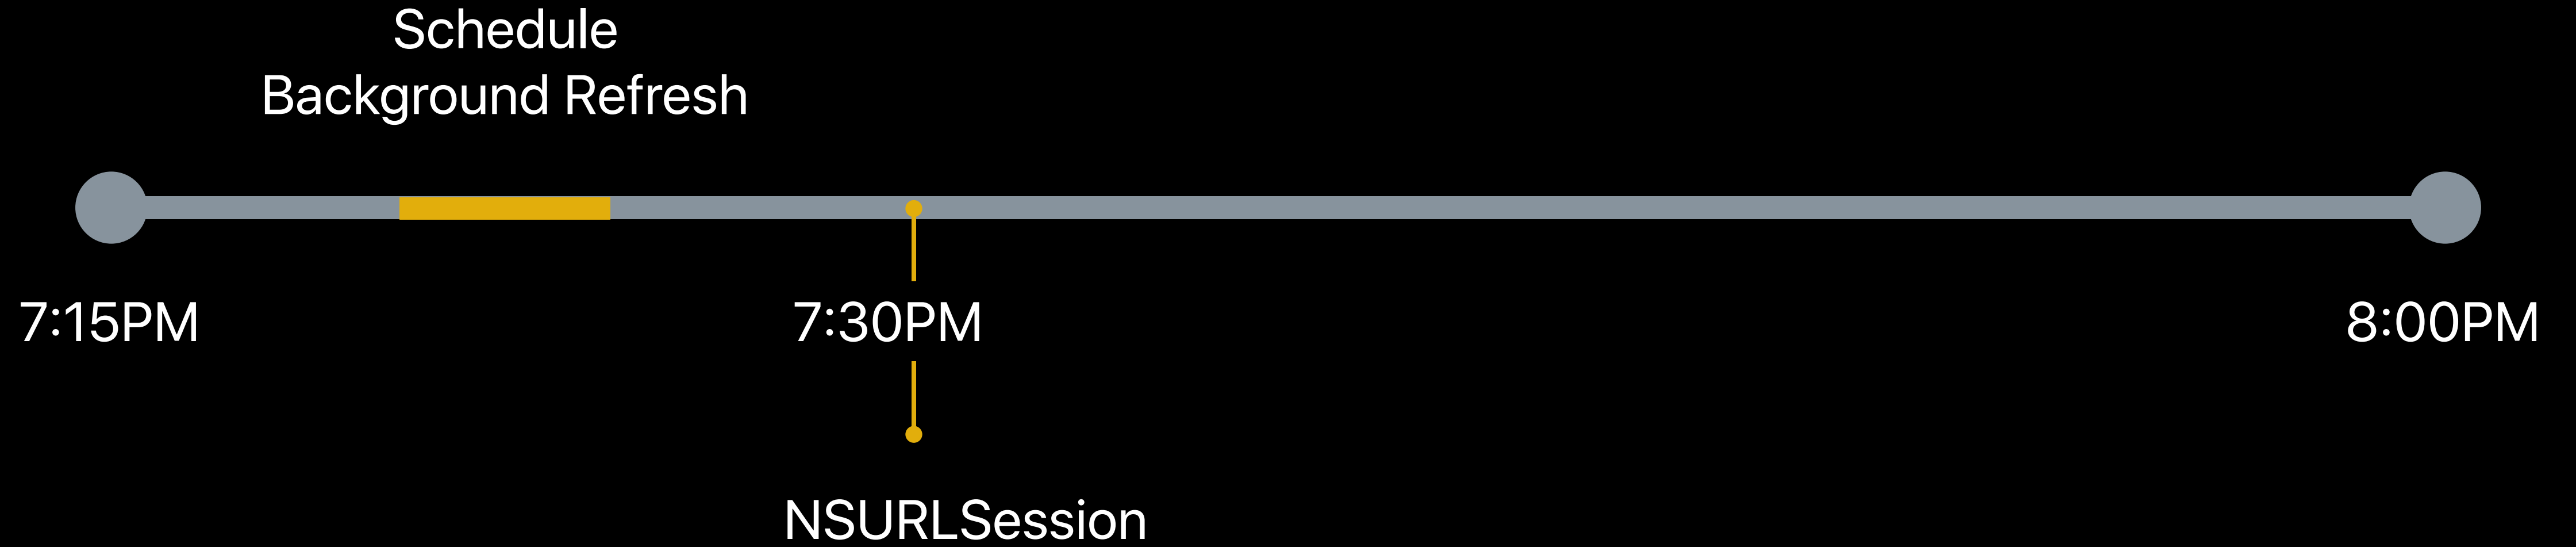 Schedule
Background Refresh
7:15PM
7:30PM
8:00PM
NSURLSession